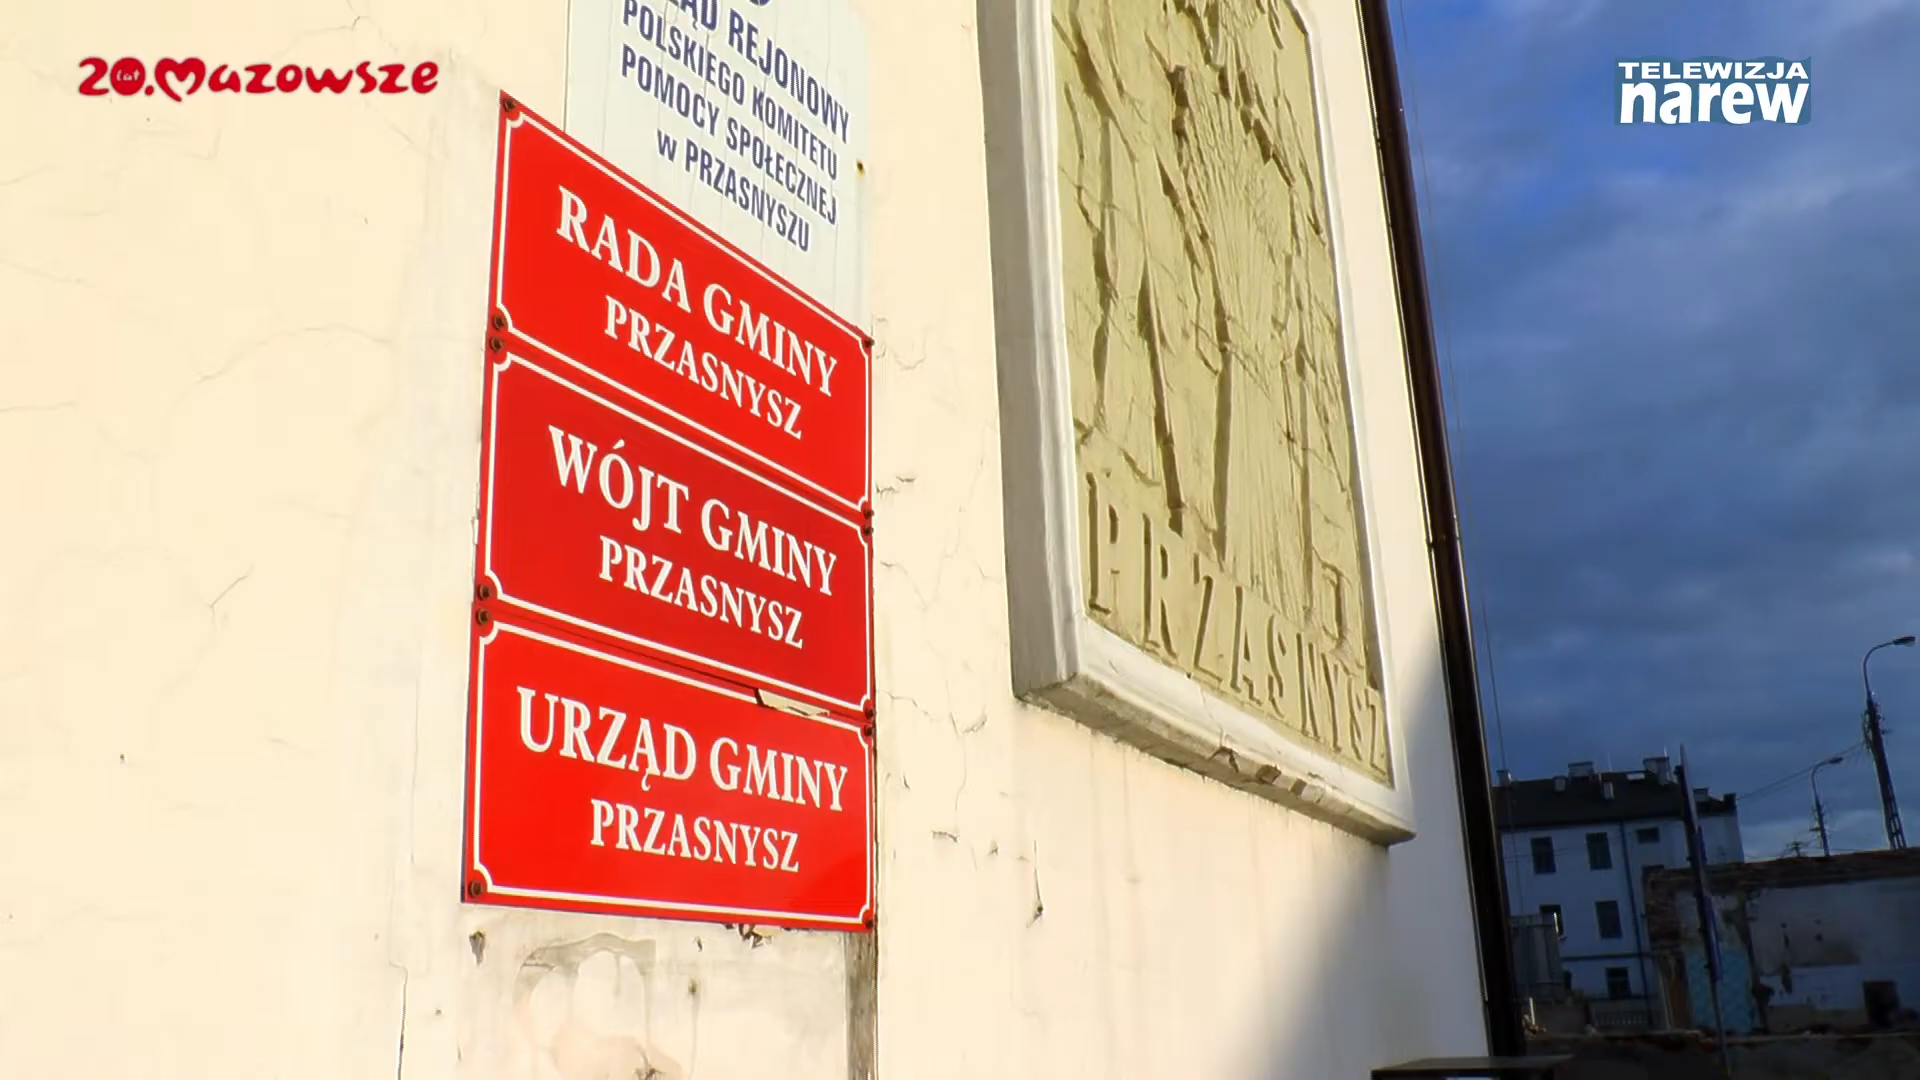 20 lat. Mazowsze
TELEWIZJA
narew
REJONOWY
POLSKIEGO KOMITETU
POMOCY SPOŁECZNEJ
w PRZASNYSZU
RADA GMINY
PRZASNYSZ
WÓJT GMINY
PRZASNYSZ
URZĄD GMINY
PRZASNYSZ
PRZASNYSZ